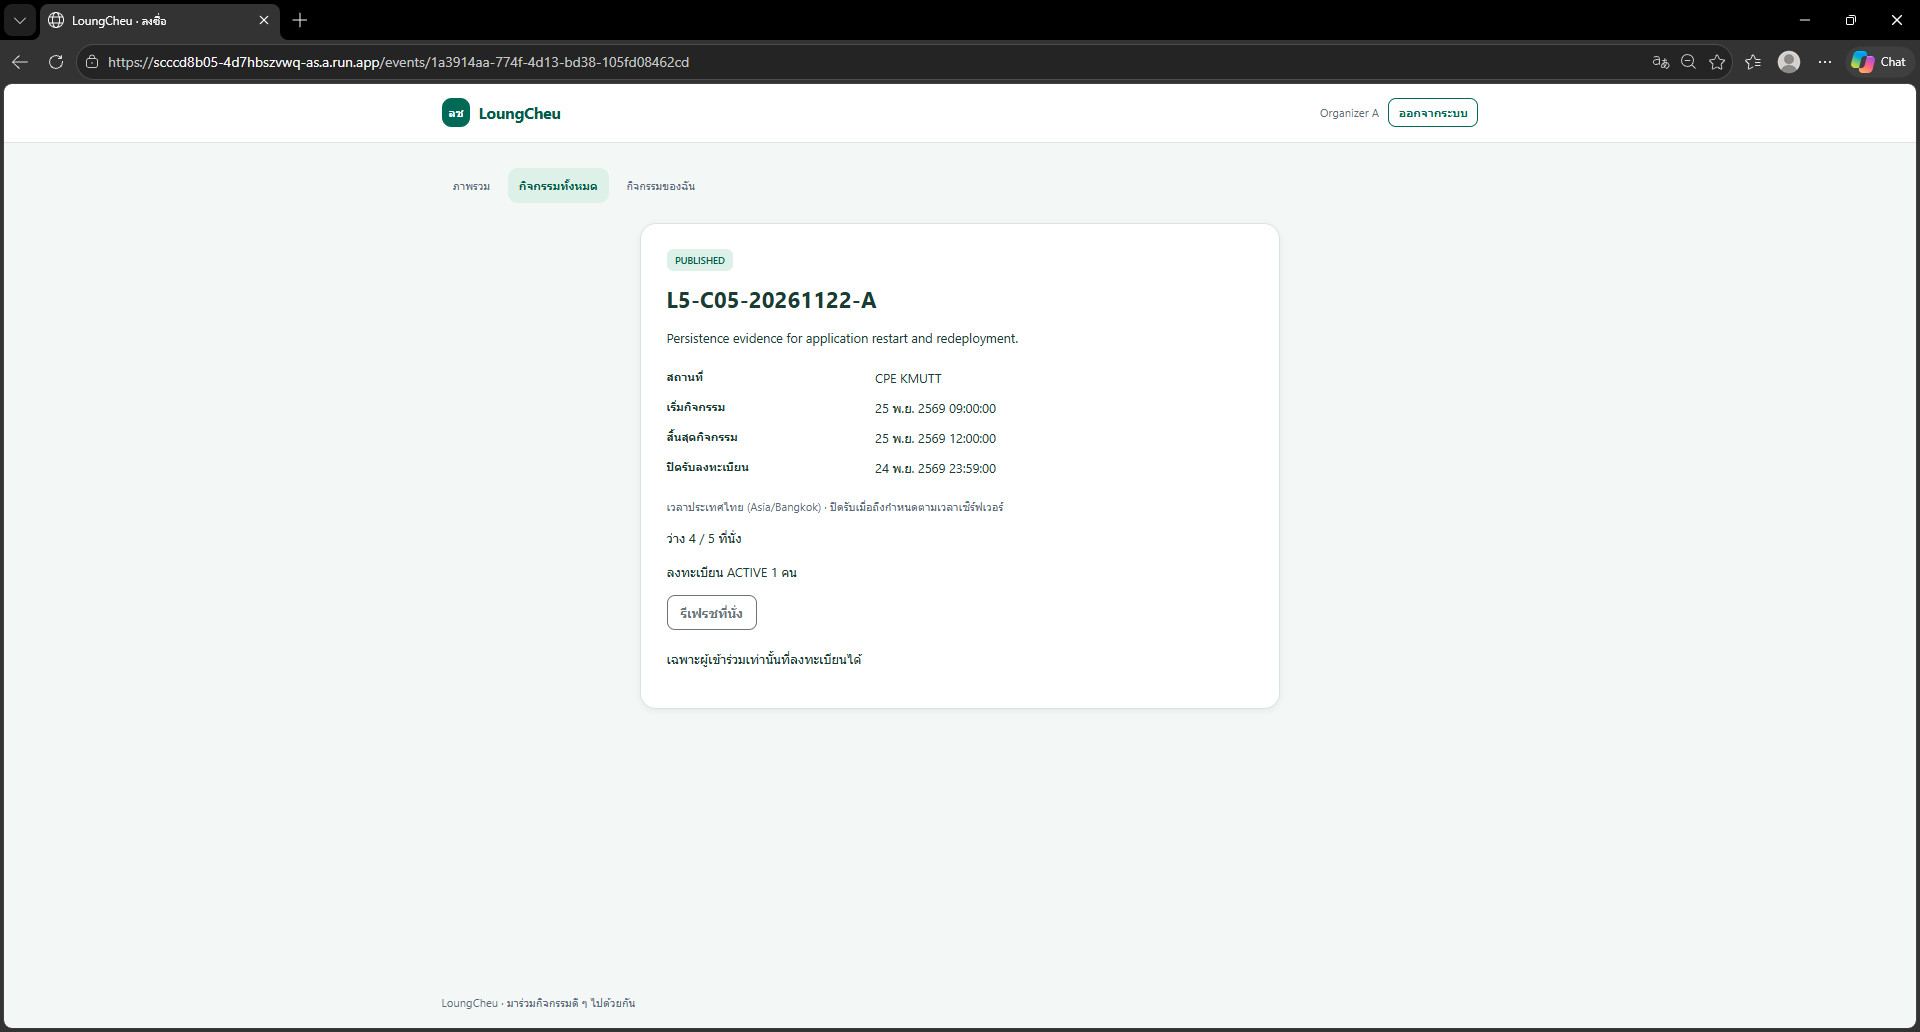 LoungCheu · ลงชื่อ
https://scccd8b05-4d7hbszvwq-as.a.run.app/events/1a3914aa-774f-4d13-bd38-105fd08462cd
Chat
ลช LoungCheu
Organizer A ออกจากระบบ
ภาพรวม กิจกรรมทั้งหมด กิจกรรมของฉัน
PUBLISHED
L5-C05-20261122-A
Persistence evidence for application restart and redeployment.
สถานที่ CPE KMUTT
เริ่มกิจกรรม 25 พ.ย. 2569 09:00:00
สิ้นสุดกิจกรรม 25 พ.ย. 2569 12:00:00
ปิดรับลงทะเบียน 24 พ.ย. 2569 23:59:00
เวลาประเทศไทย (Asia/Bangkok) · ปิดรับเมื่อถึงกำหนดตามเวลาเซิร์ฟเวอร์
ว่าง 4 / 5 ที่นั่ง
ลงทะเบียน ACTIVE 1 คน
รีเฟรชที่นั่ง
เฉพาะผู้เข้าร่วมเท่านั้นที่ลงทะเบียนได้
LoungCheu · มาร่วมกิจกรรมดี ๆ ไปด้วยกัน